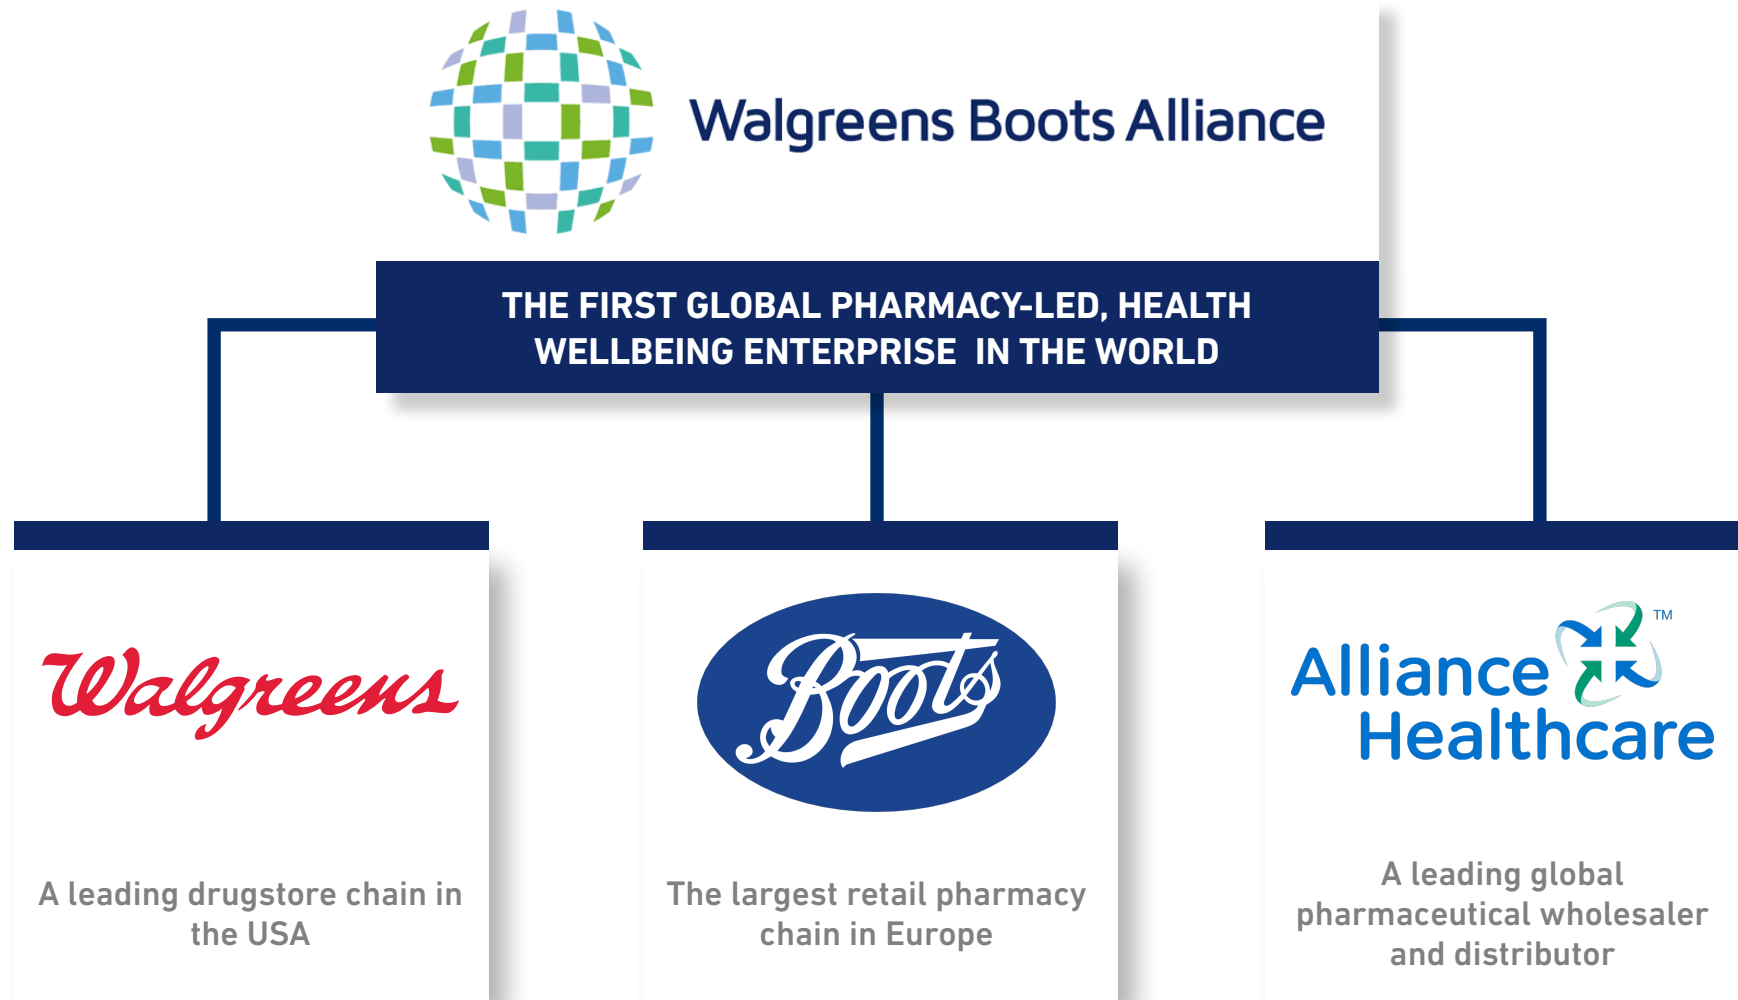 Walgreens Boots Alliance
THE FIRST GLOBAL PHARMACY-LED, HEALTH
WELLBEING ENTERPRISE IN THE WORLD
Walgreens
Boots
Alliance
TM
Healthcare
A leading drugstore chain in
the USA
The largest retail pharmacy
chain in Europe
A leading global
pharmaceutical wholesaler
and distributor